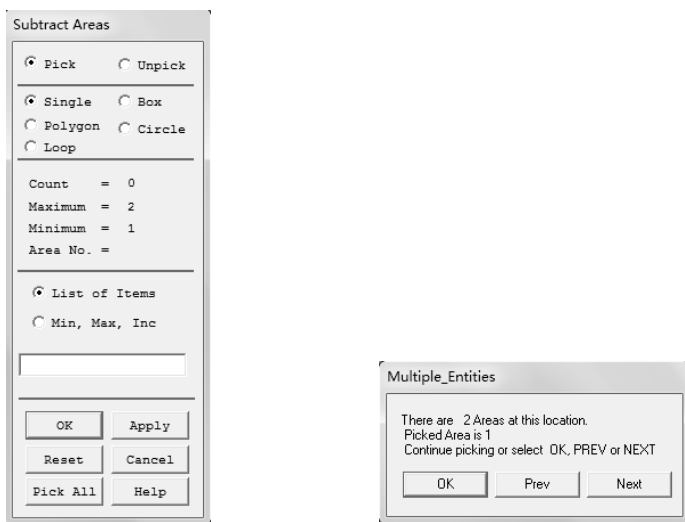 Subtract Areas
Pick Unpick
Single Box
Polygon Circle
Loop
Count = 0
Maximum = 2
Minimum = 1
Area No. =
List of Items
Min, Max, Inc
OK Apply
Reset Cancel
Pick All Help
Multiple_Entities
There are 2 Areas at this location.
Picked Area is 1
Continue picking or select OK, PREV or NEXT
OK Prev Next